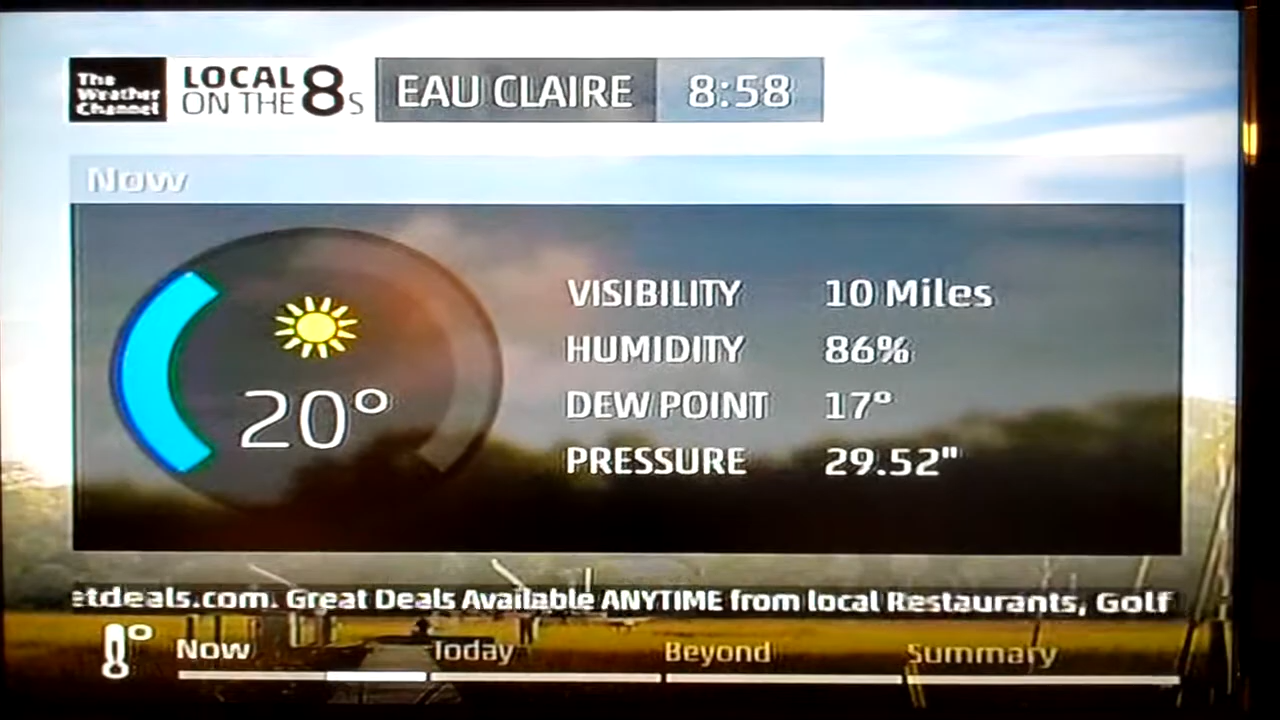 The Weather Channel
LOCAL ON THE 8s
EAU CLAIRE 8:58
Now
20°
VISIBILITY 10 Miles
HUMIDITY 86%
DEW POINT 17°
PRESSURE 29.52"
etdeals.com. Great Deals Available ANYTIME from local Restaurants, Golf
Now Today Beyond Summary